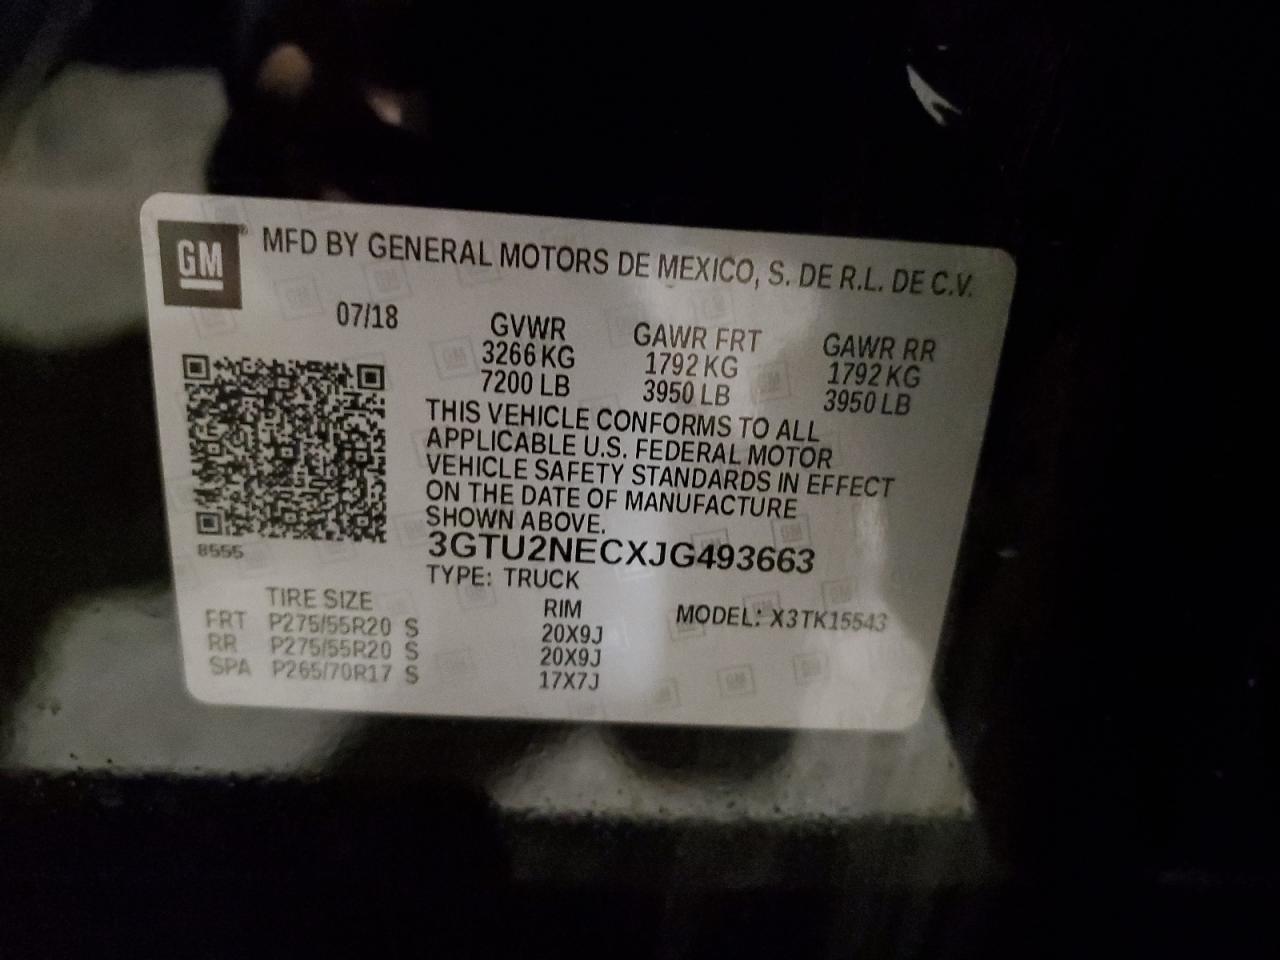 GM MFD BY GENERAL MOTORS DE MEXICO, S. DE R.L. DE C.V.
07/18 GVWR GAWR FRT GAWR RR
3266 KG 1792 KG 1792 KG
7200 LB 3950 LB 3950 LB
THIS VEHICLE CONFORMS TO ALL
APPLICABLE U.S. FEDERAL MOTOR
VEHICLE SAFETY STANDARDS IN EFFECT
ON THE DATE OF MANUFACTURE
SHOWN ABOVE.
8555 3GTU2NECXJG493663
TYPE: TRUCK
TIRE SIZE RIM MODEL: X3TK15543
FRT P275/55R20 S 20X9J
RR P275/55R20 S 20X9J
SPA P265/70R17 S 17X7J